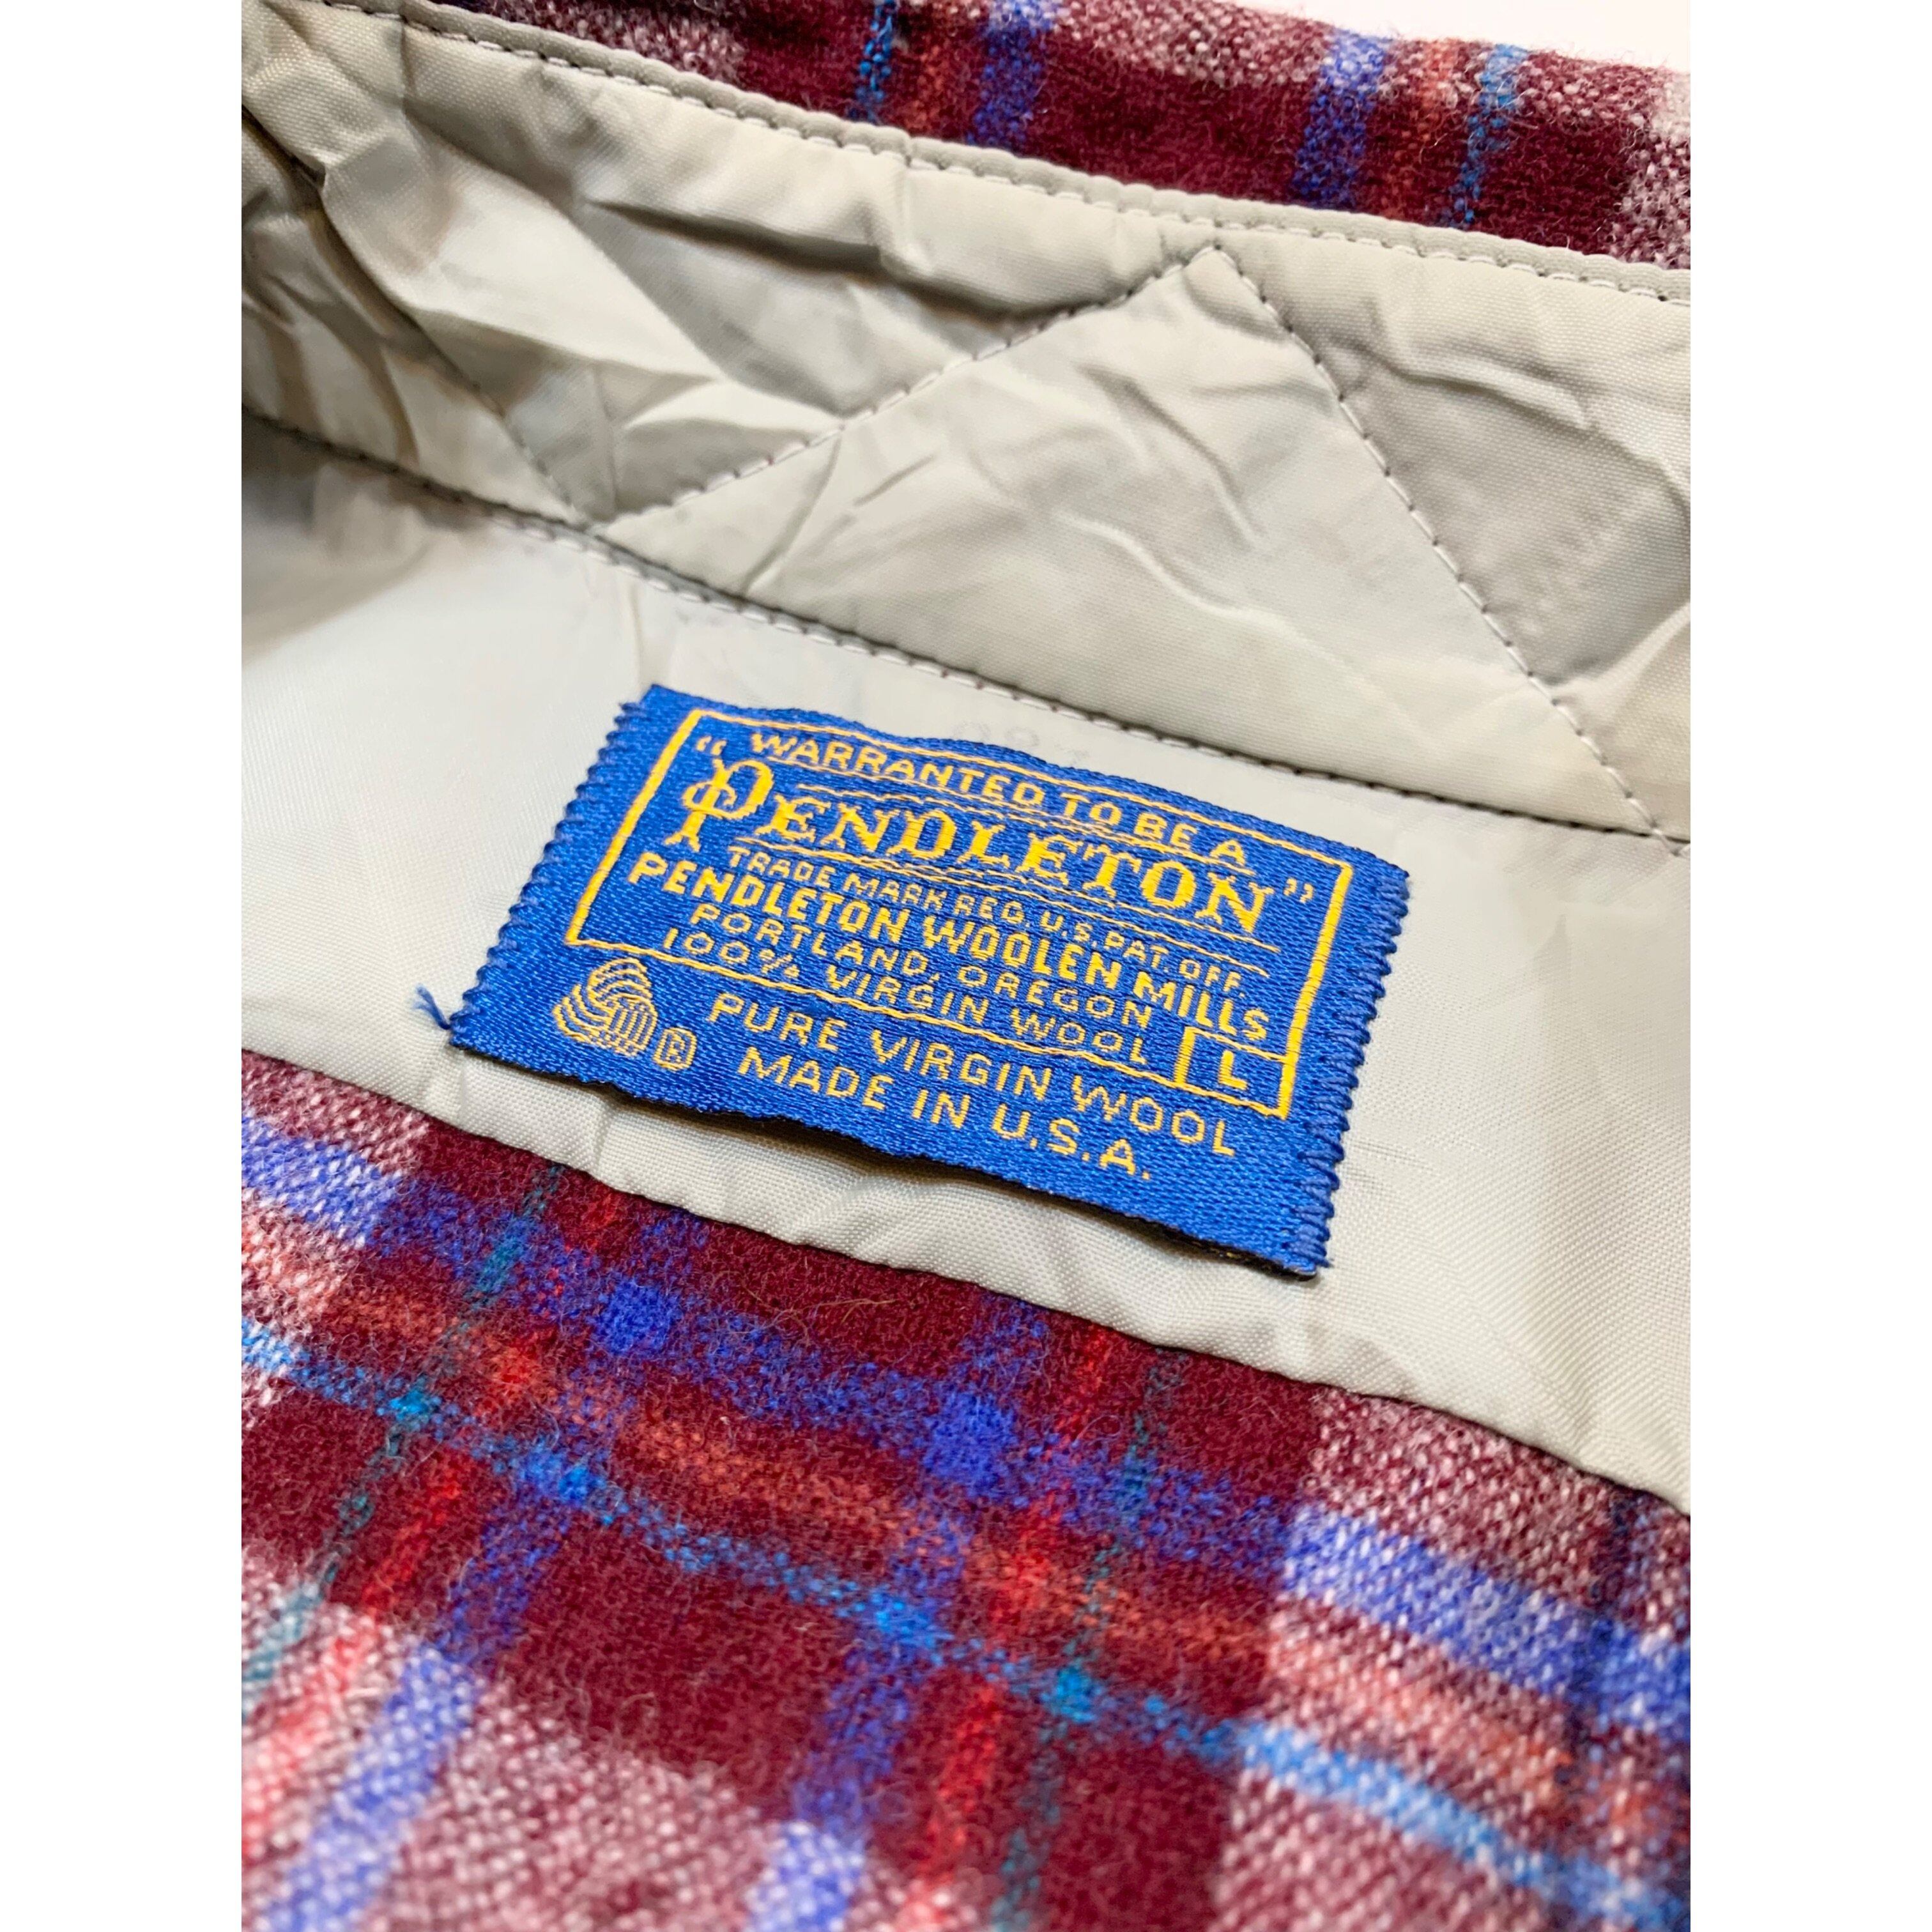 "WARRANTED TO BE A
PENDLETON"
TRADE MARK REG. U.S. PAT. OFF.
PENDLETON WOOLEN MILLS
PORTLAND, OREGON
100% VIRGIN WOOL L
® PURE VIRGIN WOOL
MADE IN U.S.A.